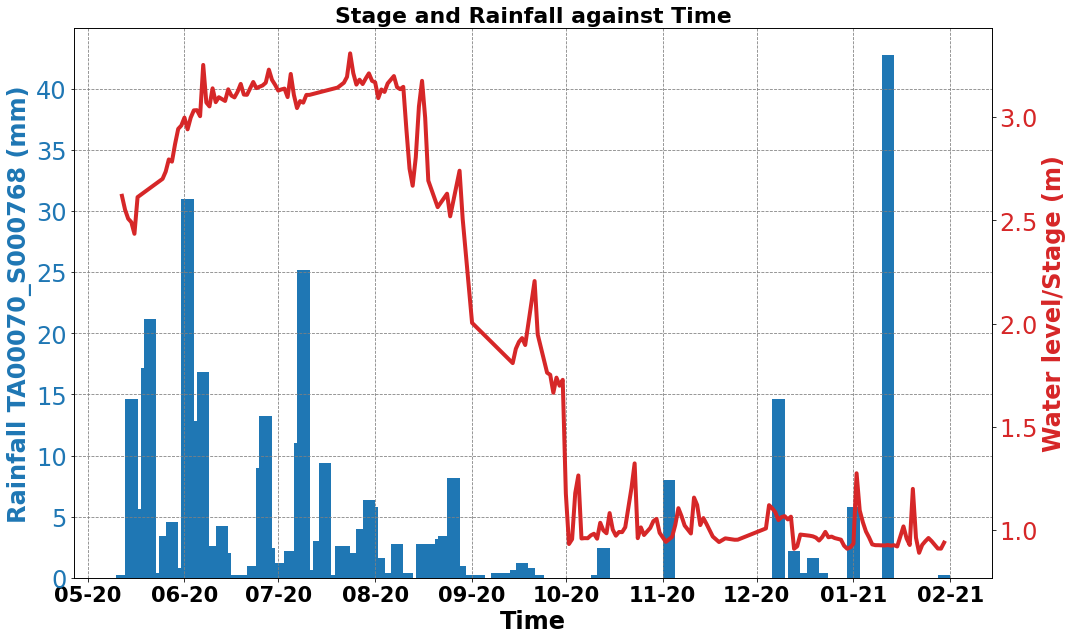 Stage and Rainfall against Time
Rainfall TA00070_S000768 (mm)
40
35
30
25
20
15
10
5
0
3.0
2.5
2.0
1.5
1.0
Water level/Stage (m)
05-20 06-20 07-20 08-20 09-20 10-20 11-20 12-20 01-21 02-21
Time